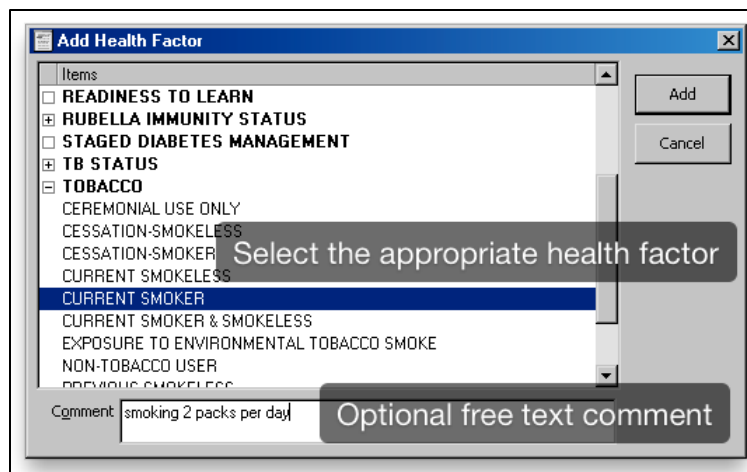 Add Health Factor
Items
READINESS TO LEARN
RUBELLA IMMUNITY STATUS
STAGED DIABETES MANAGEMENT
TB STATUS
TOBACCO
CEREMONIAL USE ONLY
CESSATION-SMOKELESS
CESSATION-SMOKER
CURRENT SMOKELESS
CURRENT SMOKER
CURRENT SMOKER & SMOKELESS
EXPOSURE TO ENVIRONMENTAL TOBACCO SMOKE
NON-TOBACCO USER
PREVIOUS SMOKELESS
Add
Cancel
Select the appropriate health factor
Comment smoking 2 packs per day
Optional free text comment